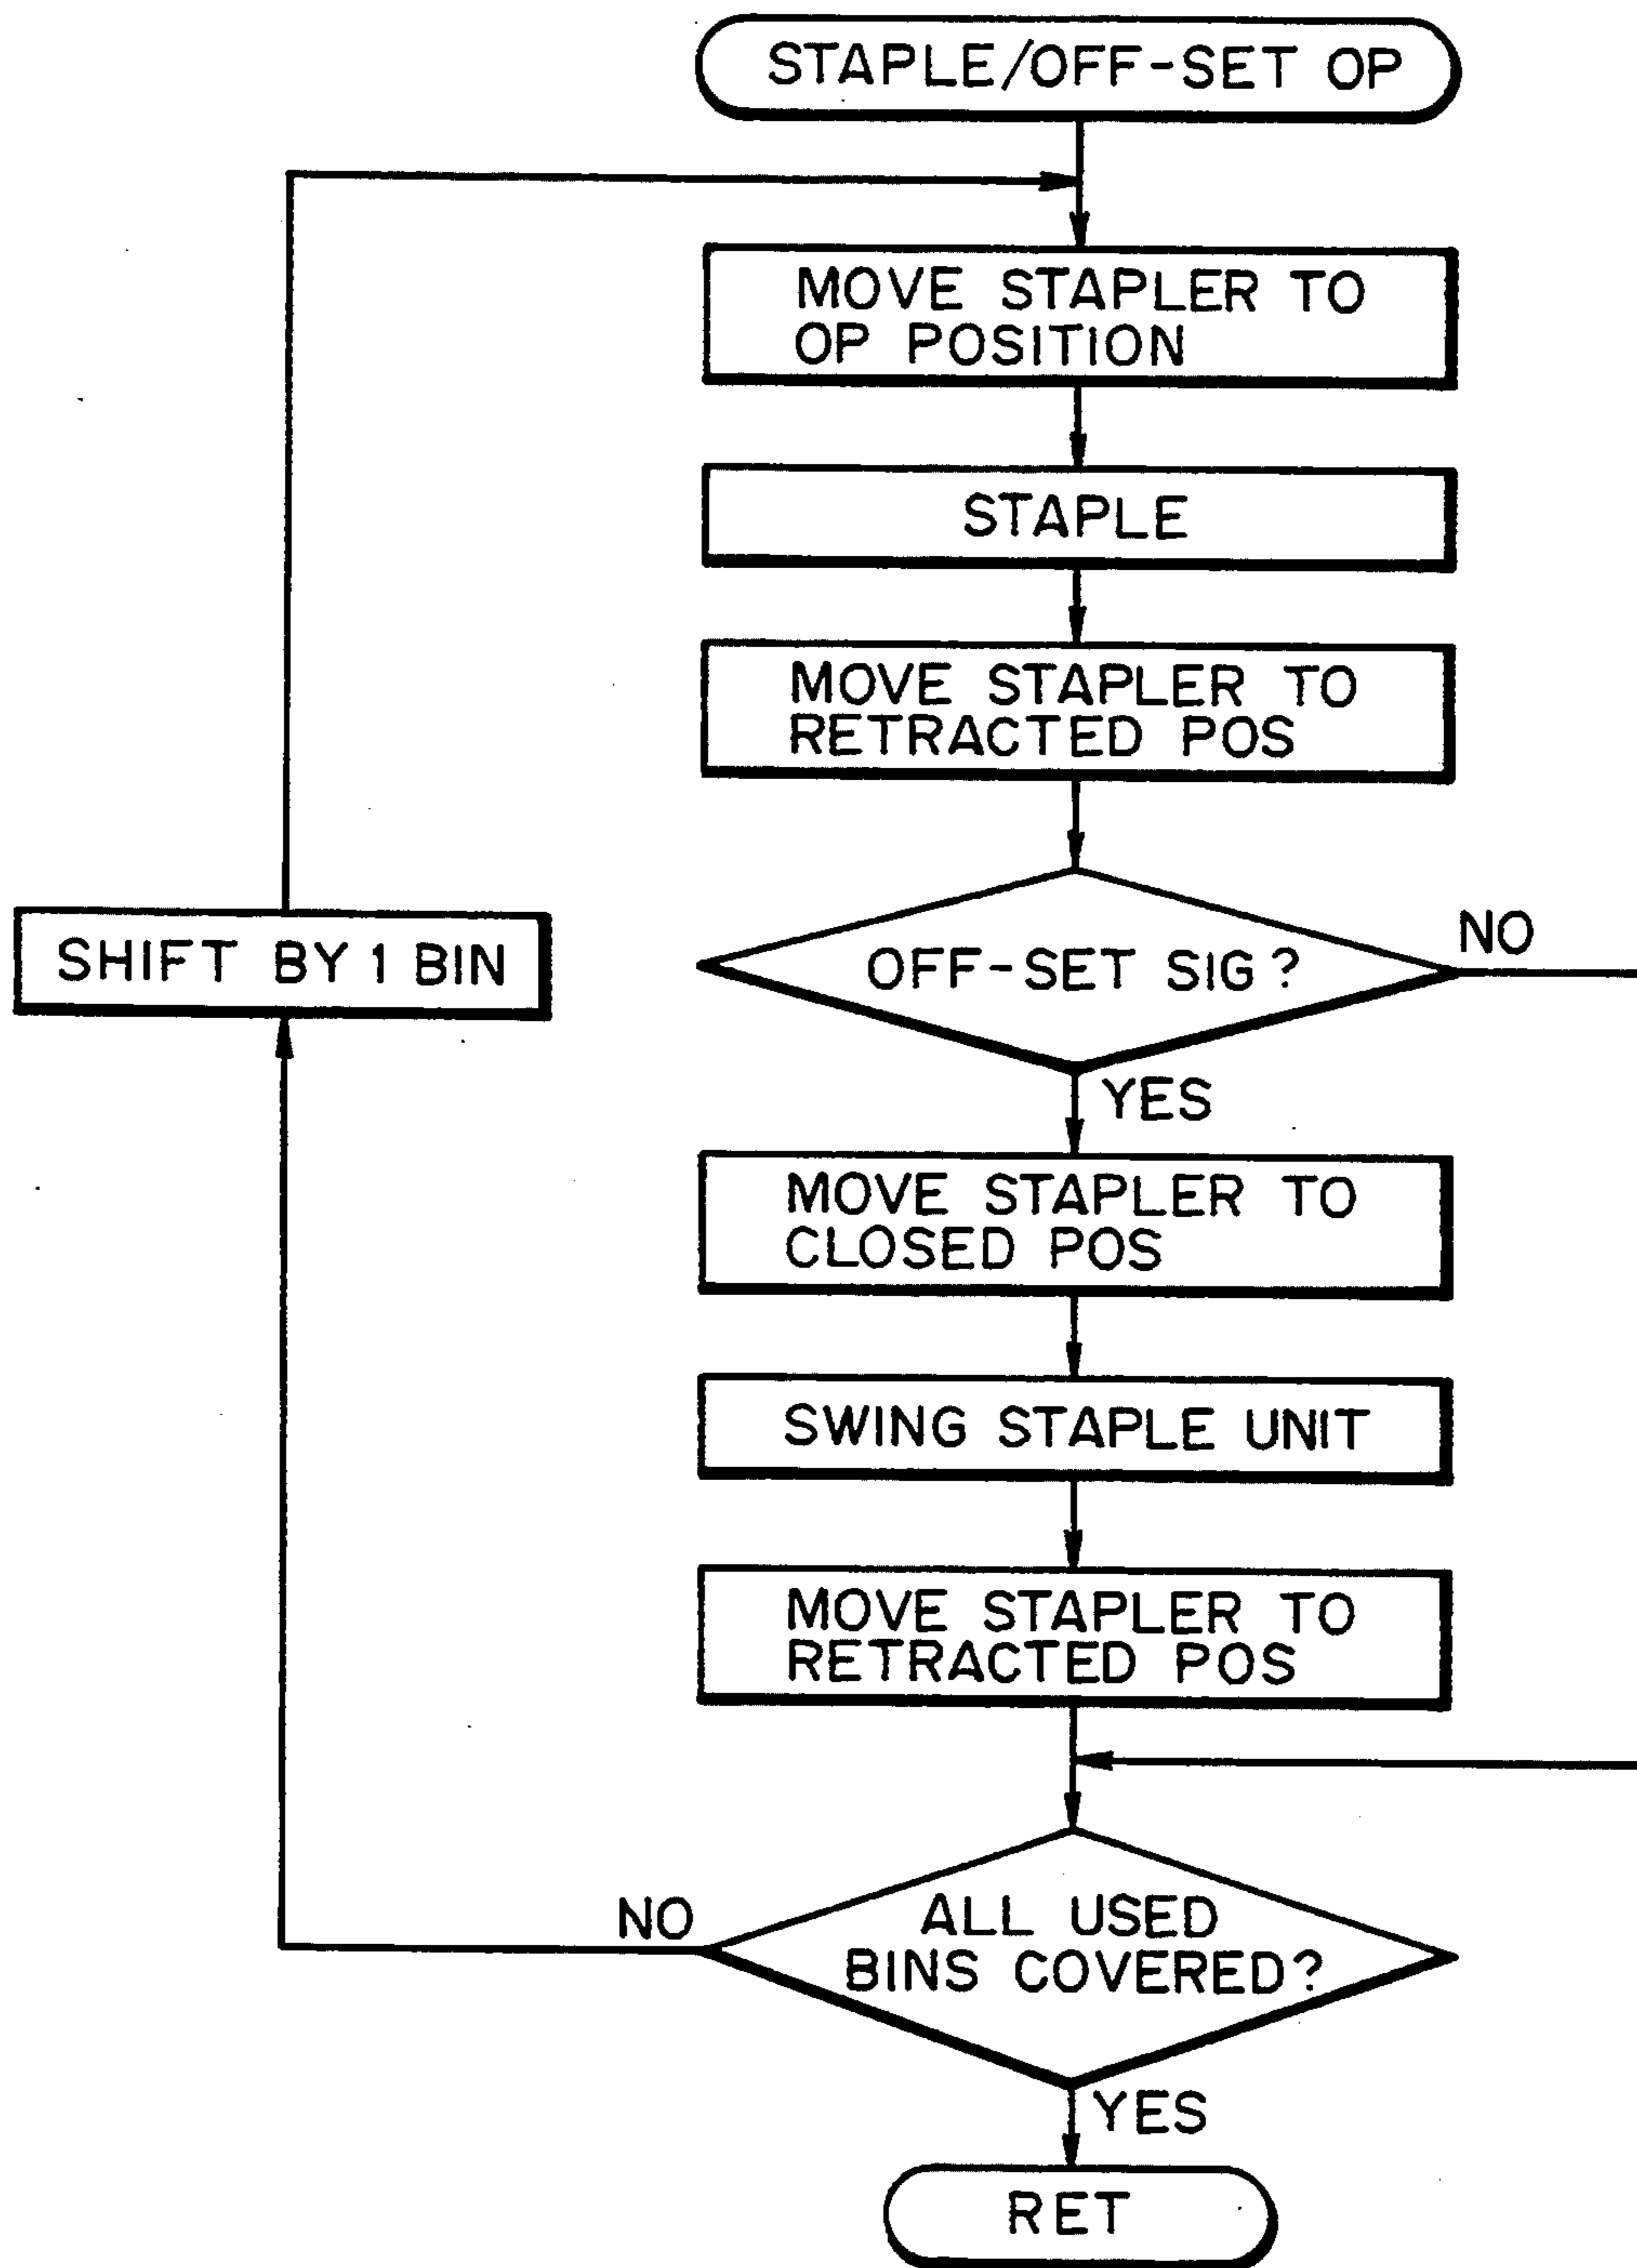 STAPLE/OFF-SET OP
MOVE STAPLER TO
OP POSITION
STAPLE
MOVE STAPLER TO
RETRACTED POS
SHIFT BY 1 BIN
OFF-SET SIG?
NO
YES
MOVE STAPLER TO
CLOSED POS
SWING STAPLE UNIT
MOVE STAPLER TO
RETRACTED POS
NO
ALL USED
BINS COVERED?
YES
RET